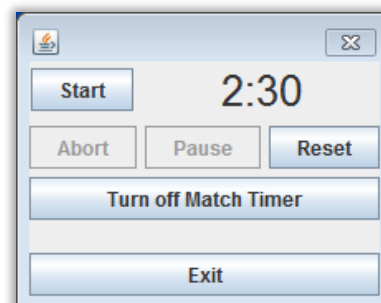 Start 2:30
Abort Pause Reset
Turn off Match Timer
Exit